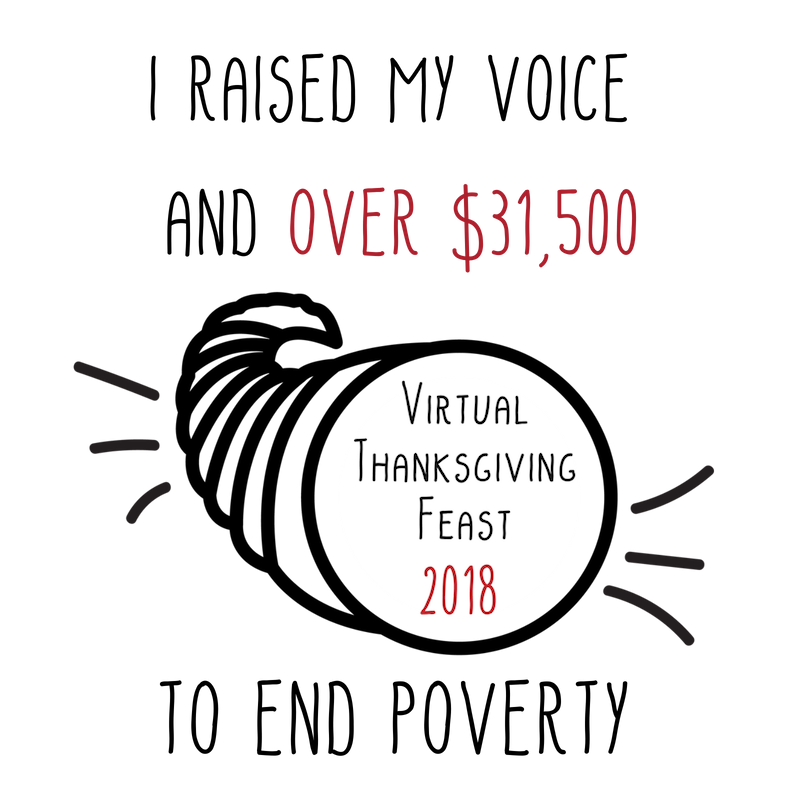 I RAISED MY VOICE
AND OVER $31,500
VIRTUAL
THANKSGIVING
FEAST
2018
TO END POVERTY